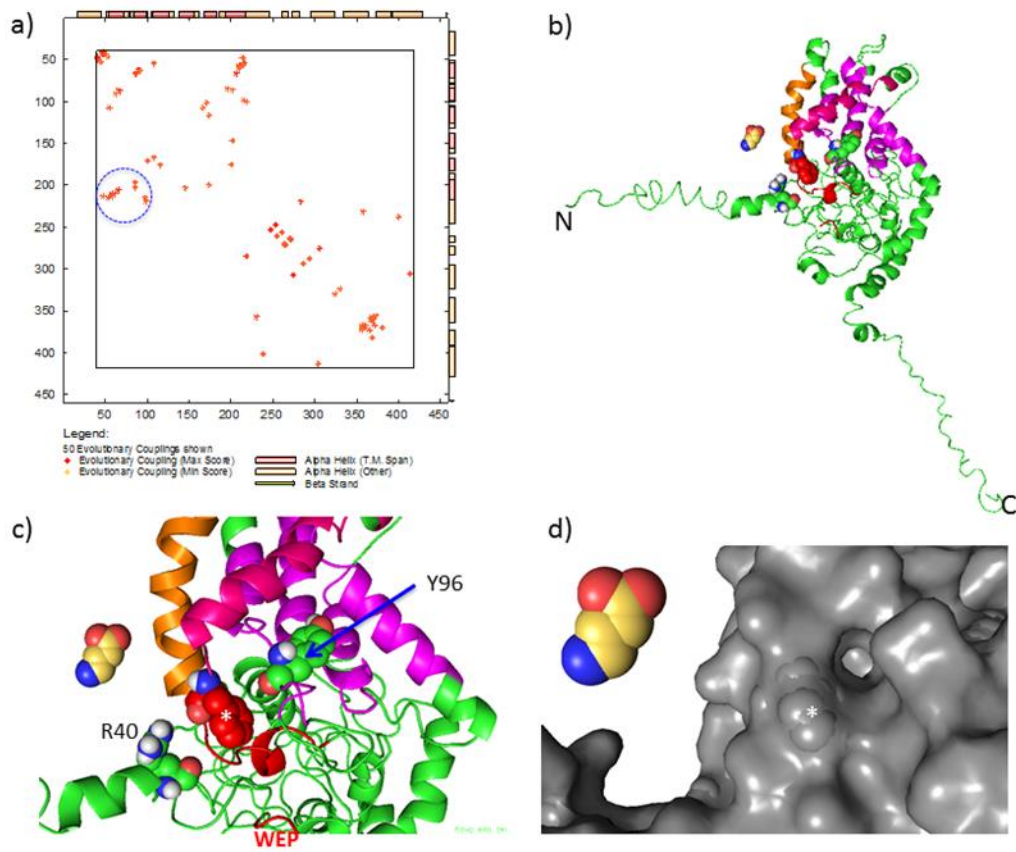 a)
50
100
150
200
250
300
350
400
450
50 100 150 200 250 300 350 400 450
Legend:
50 Evolutionary Couplings shown
Evolutionary Coupling (Max Score)
Evolutionary Coupling (Min Score)
Alpha Helix (T.M. Span)
Alpha Helix (Other)
Beta Strand
b)
N
C
c)
Y96
R40
*
WEP
d)
*